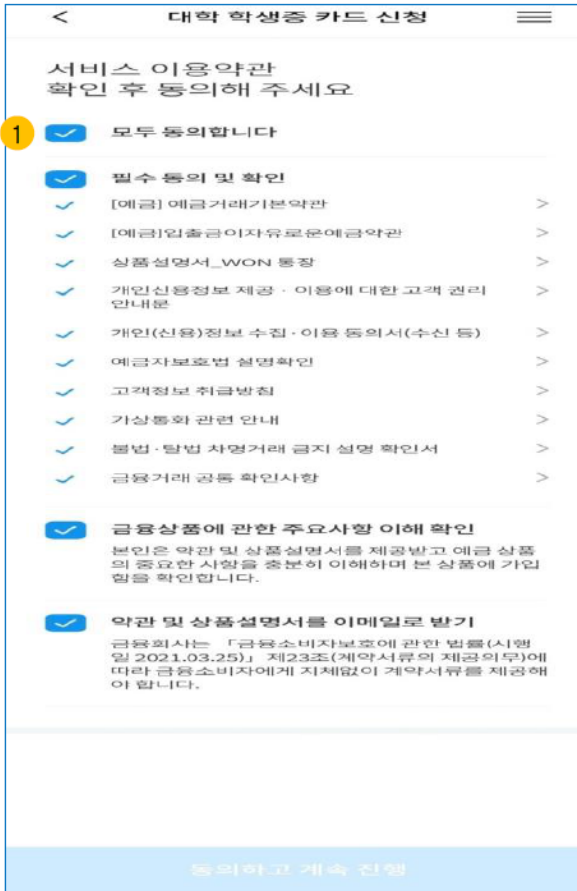 대학 학생증 카드 신청
서비스 이용약관
확인 후 동의해 주세요
1
모두 동의합니다
필수 동의 및 확인
[예금] 예금거래기본약관
[예금]입출금이자유로운예금약관
상품설명서_WON 통장
개인신용정보 제공 · 이용에 대한 고객 권리
안내문
개인(신용)정보 수집·이용 동의서(수신 등)
예금자보호법 설명확인
고객정보 취급방침
가상통화 관련 안내
불법·탈법 차명거래 금지 설명 확인서
금융거래 공통 확인사항
금융상품에 관한 주요사항 이해 확인
본인은 약관 및 상품설명서를 제공받고 예금 상품
의 중요한 사항을 충분히 이해하며 본 상품에 가입
함을 확인합니다.
약관 및 상품설명서를 이메일로 받기
금융회사는 「금융소비자보호에 관한 법률(시행
일 2021.03.25)」 제23조(계약서류의 제공의무)에
따라 금융소비자에게 지체없이 계약서류를 제공해
야 합니다.
동의하고 계속 진행